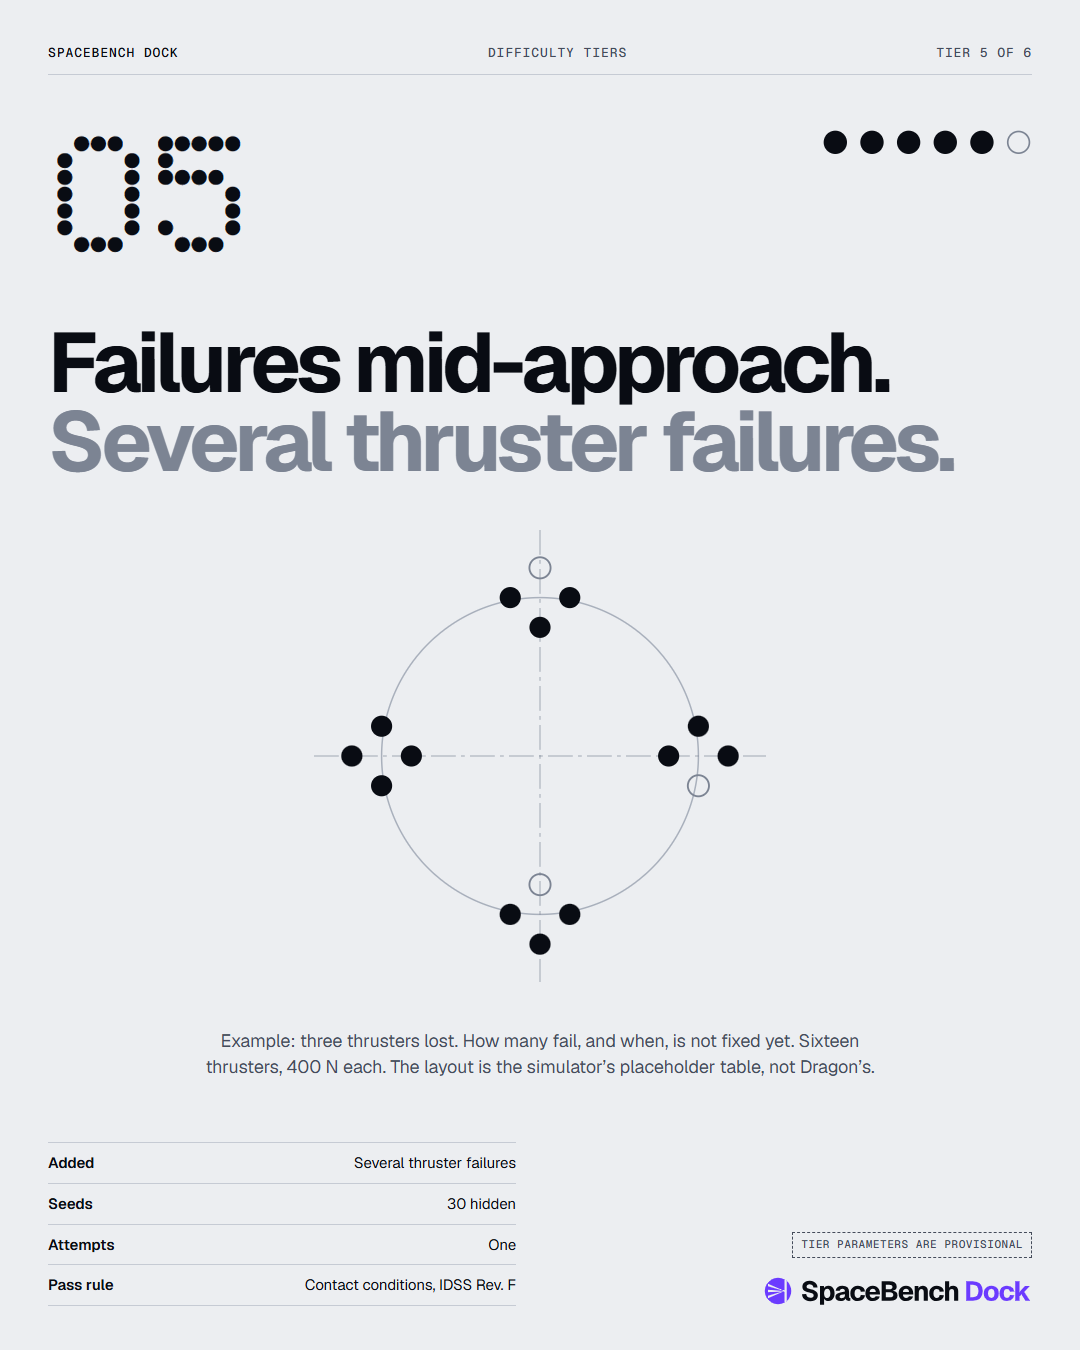 SPACEBENCH DOCK
DIFFICULTY TIERS
TIER 5 OF 6
05
Failures mid-approach.
Several thruster failures.
Example: three thrusters lost. How many fail, and when, is not fixed yet. Sixteen
thrusters, 400 N each. The layout is the simulator’s placeholder table, not Dragon’s.
Added Several thruster failures
Seeds 30 hidden
Attempts One
Pass rule Contact conditions, IDSS Rev. F
TIER PARAMETERS ARE PROVISIONAL
SpaceBench Dock